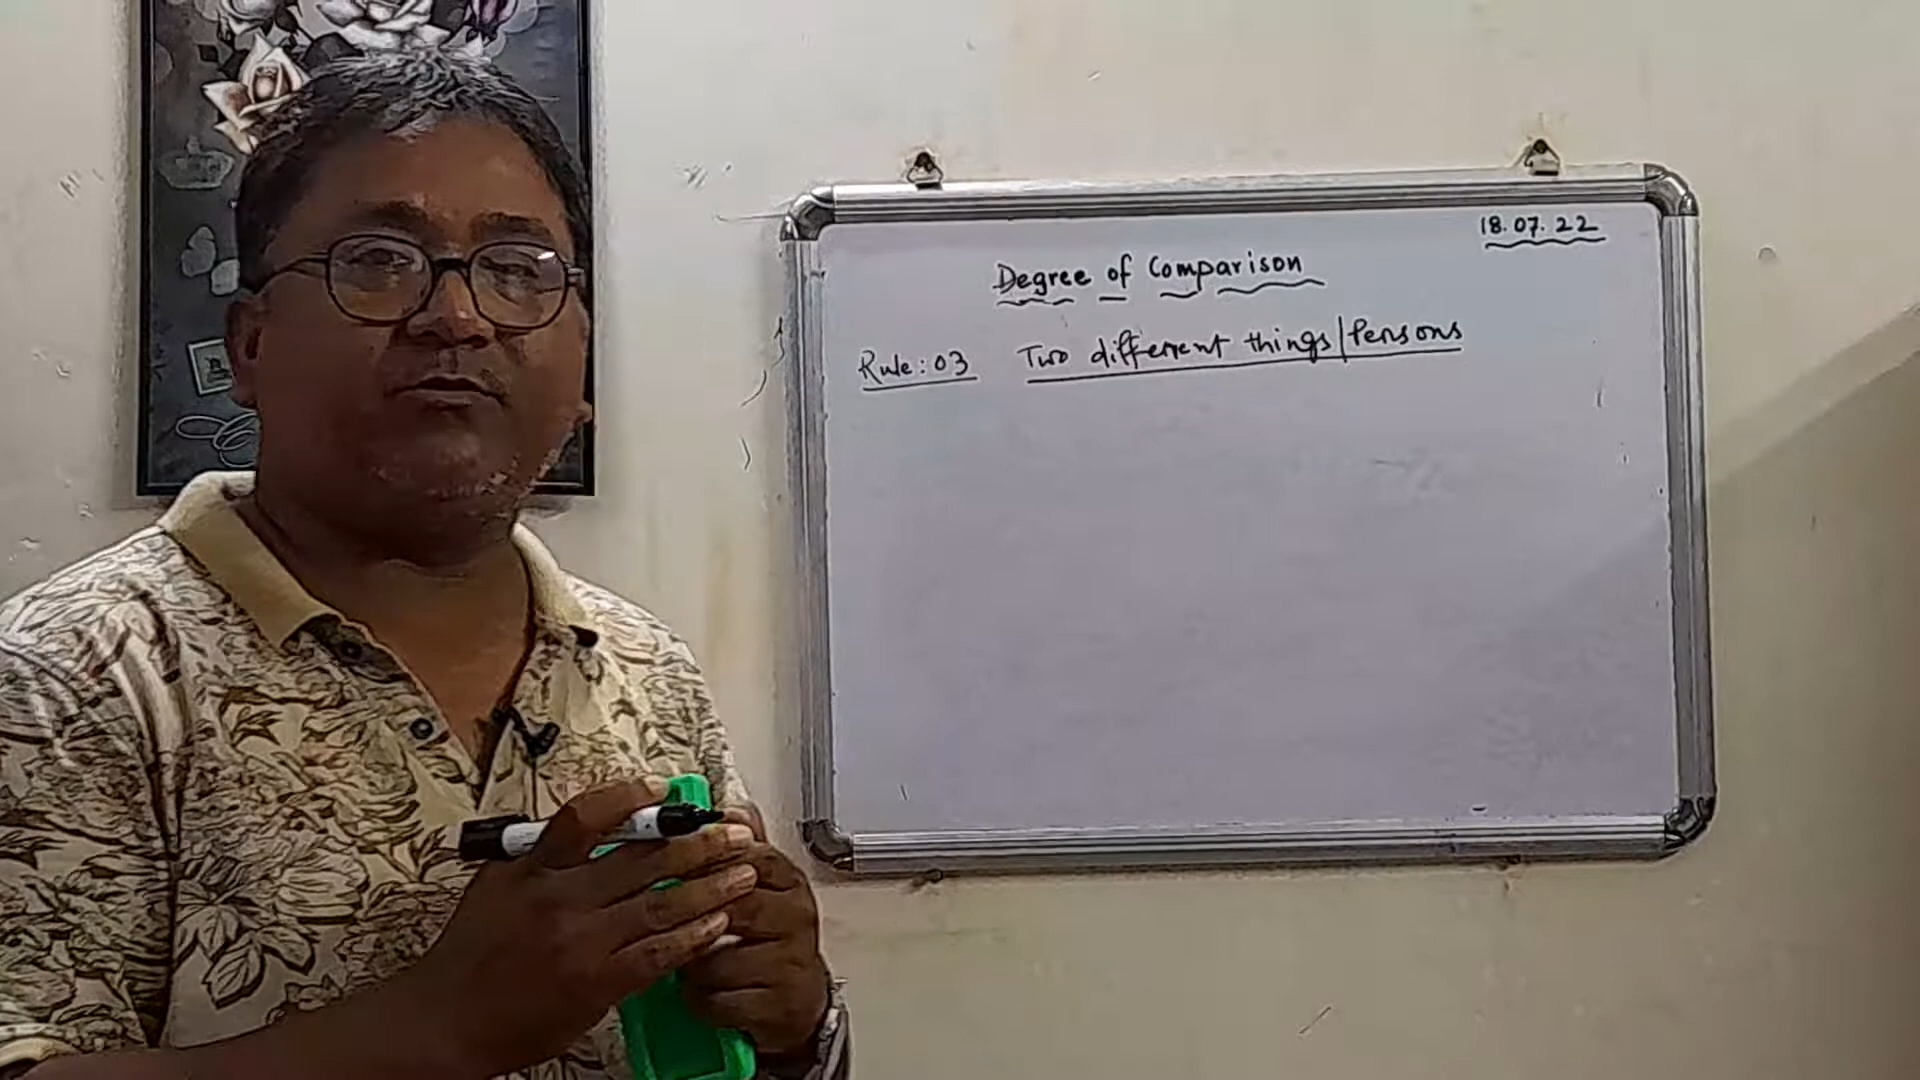 18.07.22
Degree of Comparison
Rule:03 Two different things/Persons